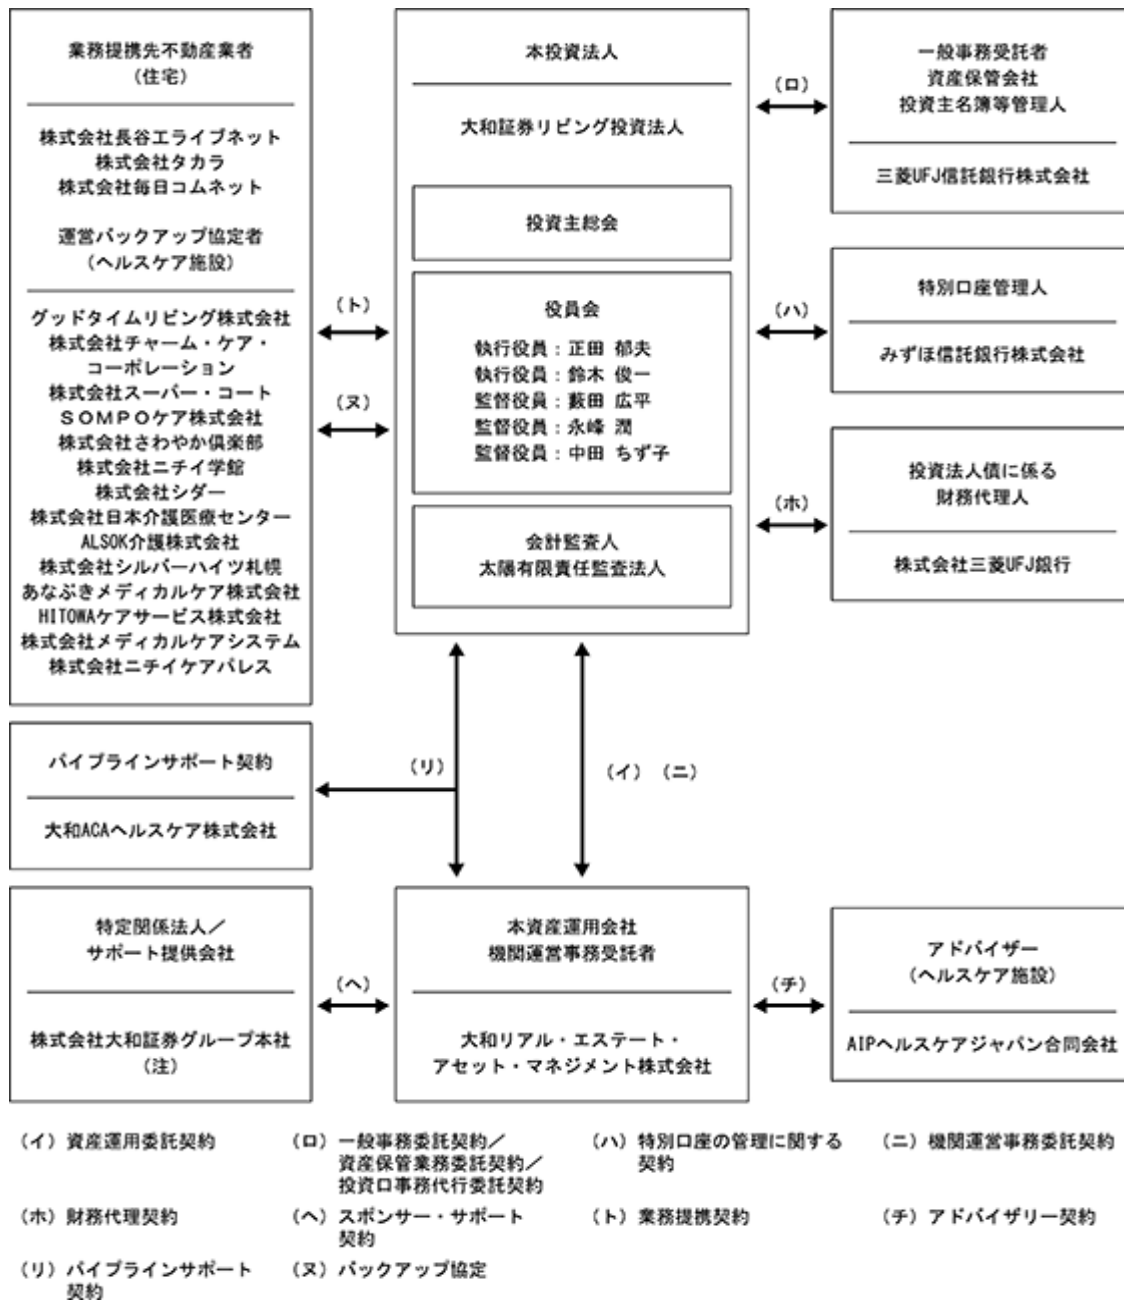 業務提携先不動産業者
(住宅)
株式会社長谷工ライブネット
株式会社タカラ
株式会社毎日コムネット
運営バックアップ協定者
(ヘルスケア施設)
グッドタイムリビング株式会社
株式会社チャーム・ケア・
コーポレーション
株式会社スーパー・コート
ＳＯＭＰＯケア株式会社
株式会社さわやか倶楽部
株式会社ニチイ学館
株式会社シダー
株式会社日本介護医療センター
ALSOK介護株式会社
株式会社シルバーハイツ札幌
あなぶきメディカルケア株式会社
HITOWAケアサービス株式会社
株式会社メディカルケアシステム
株式会社ニチイケアパレス
(ト)
(ヌ)
本投資法人
大和証券リビング投資法人
投資主総会
役員会
執行役員：正田 郁夫
執行役員：鈴木 俊一
監督役員：藪田 広平
監督役員：永峰 潤
監督役員：中田 ちず子
会計監査人
太陽有限責任監査法人
(ロ)
一般事務受託者
資産保管会社
投資主名簿等管理人
三菱UFJ信託銀行株式会社
(ハ)
特別口座管理人
みずほ信託銀行株式会社
(ホ)
投資法人債に係る
財務代理人
株式会社三菱UFJ銀行
パイプラインサポート契約
大和ACAヘルスケア株式会社
(リ)
(イ) (ニ)
特定関係法人／
サポート提供会社
株式会社大和証券グループ本社
(注)
(ヘ)
本資産運用会社
機関運営事務受託者
大和リアル・エステート・
アセット・マネジメント株式会社
(チ)
アドバイザー
(ヘルスケア施設)
AIPヘルスケアジャパン合同会社
(イ) 資産運用委託契約
(ロ) 一般事務委託契約／
資産保管業務委託契約／
投資口事務代行委託契約
(ハ) 特別口座の管理に関する
契約
(ニ) 機関運営事務委託契約
(ホ) 財務代理契約
(ヘ) スポンサー・サポート
契約
(ト) 業務提携契約
(チ) アドバイザリー契約
(リ) パイプラインサポート
契約
(ヌ) バックアップ協定